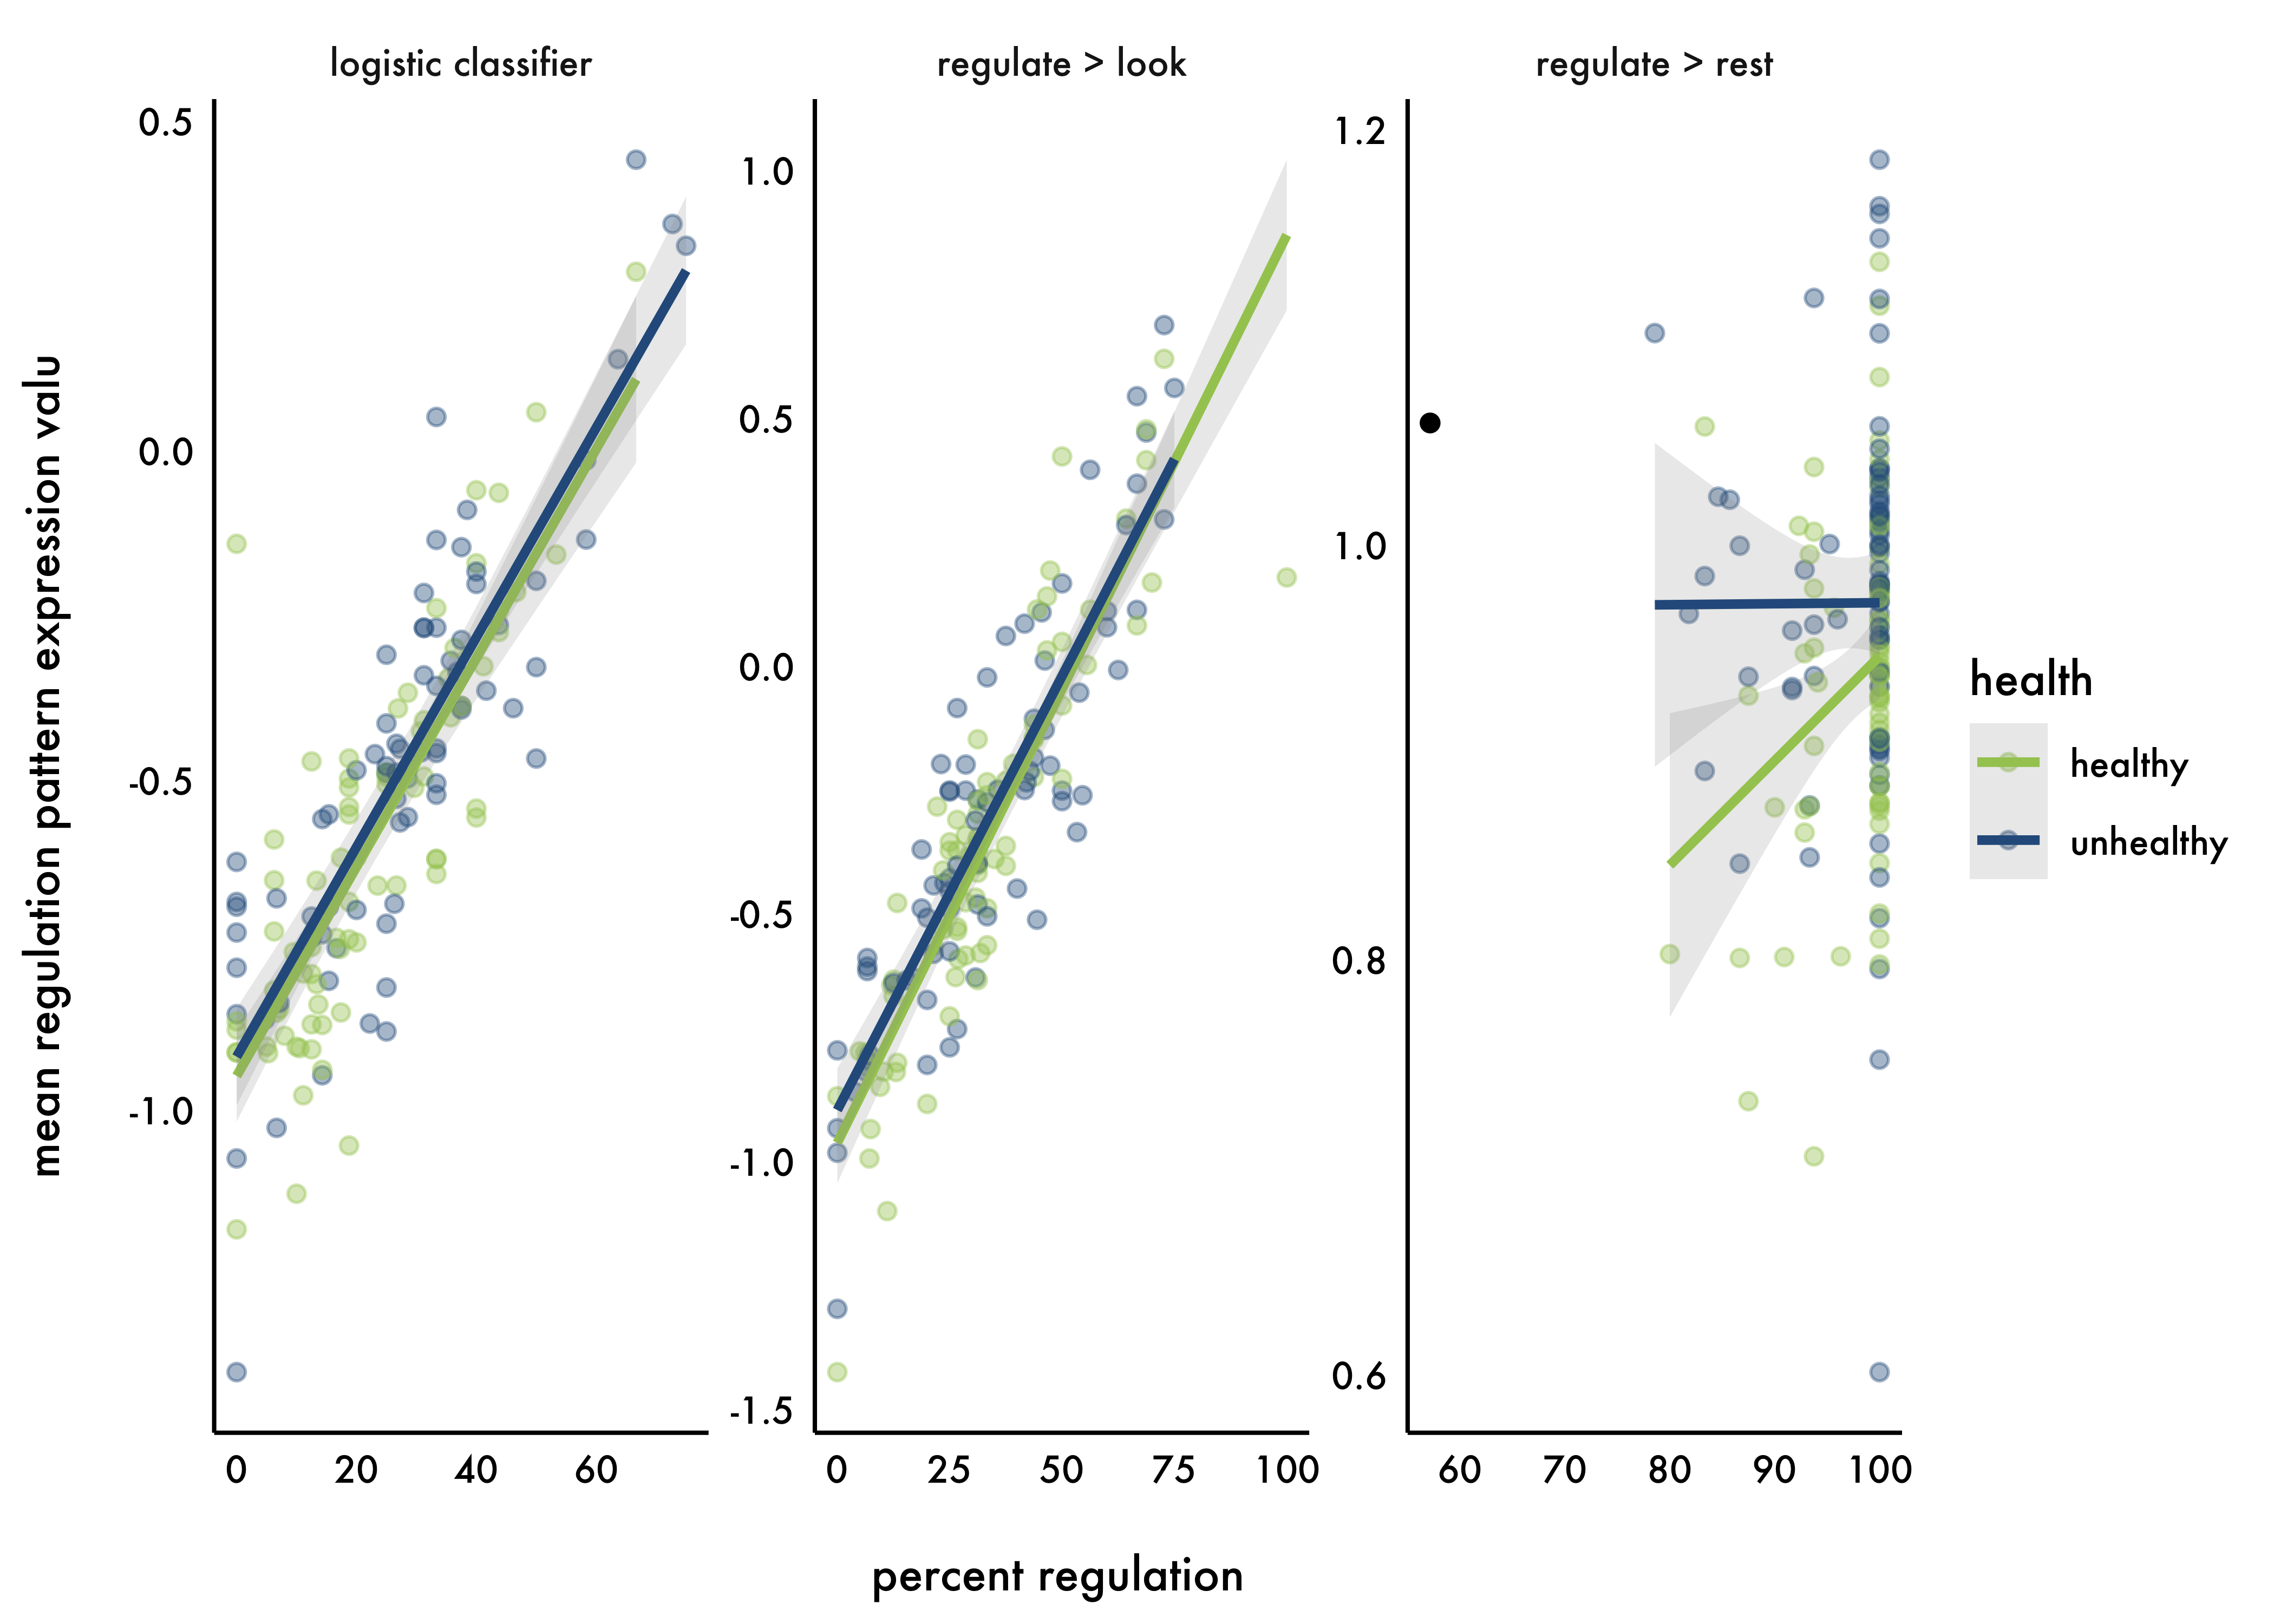 logistic classifier
regulate > look
regulate > rest
0.5
0.0
-0.5
-1.0
1.0
0.5
0.0
-0.5
-1.0
-1.5
1.2
1.0
0.8
0.6
0 20 40 60
0 25 50 75 100
60 70 80 90 100
mean regulation pattern expression valu
percent regulation
health
healthy
unhealthy